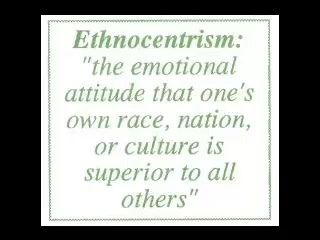 Ethnocentrism:
"the emotional
attitude that one's
own race, nation,
or culture is
superior to all
others"